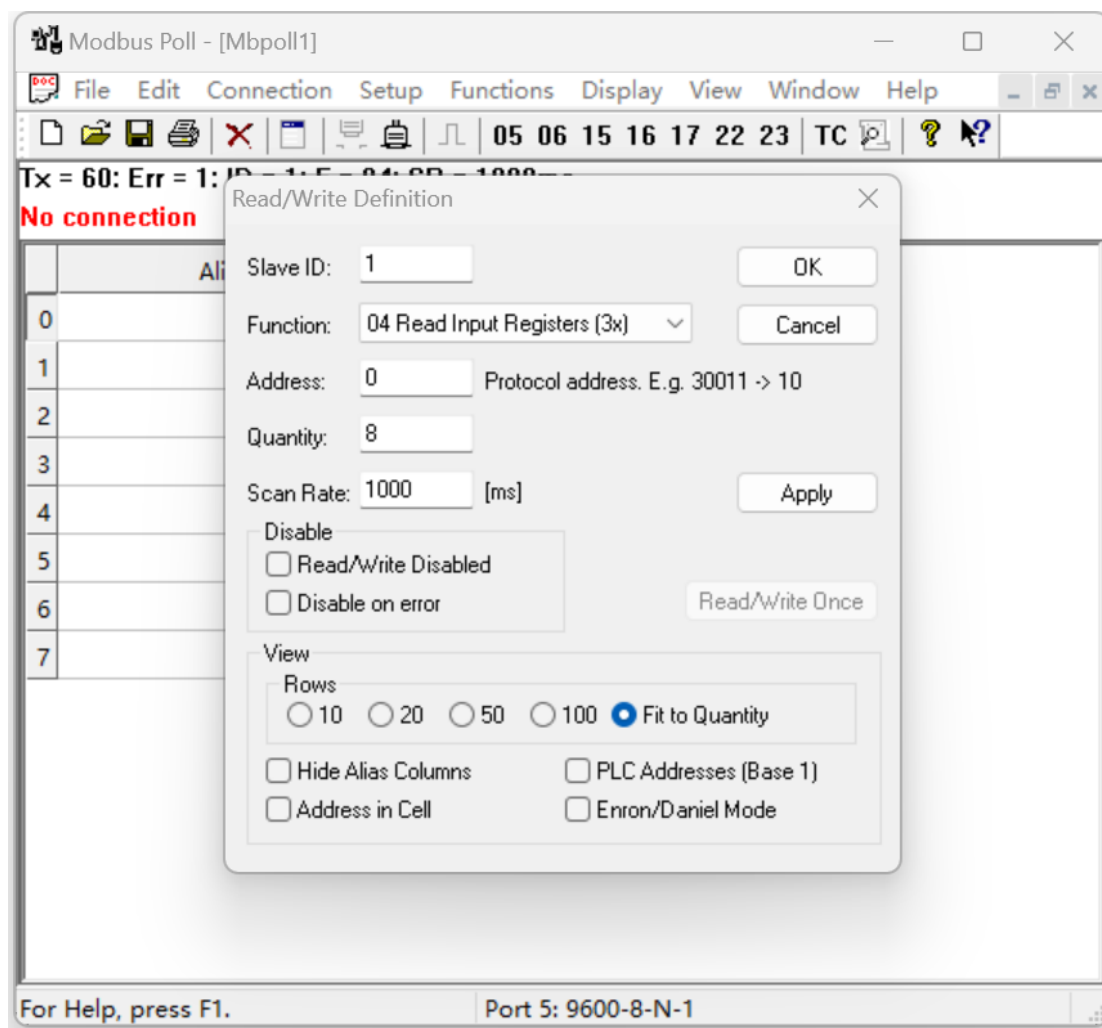 Modbus Poll - [Mbpoll1]
DOC File Edit Connection Setup Functions Display View Window Help
05 06 15 16 17 22 23 TC
Tx = 60: Err = 1:
No connection
Read/Write Definition
Ali
0
1
2
3
4
5
6
7
Slave ID: 1 OK
Function: 04 Read Input Registers (3x) Cancel
Address: 0 Protocol address. E.g. 30011 -> 10
Quantity: 8
Scan Rate: 1000 [ms] Apply
Disable
Read/Write Disabled
Disable on error Read/Write Once
View
Rows
10 20 50 100 Fit to Quantity
Hide Alias Columns PLC Addresses (Base 1)
Address in Cell Enron/Daniel Mode
For Help, press F1. Port 5: 9600-8-N-1